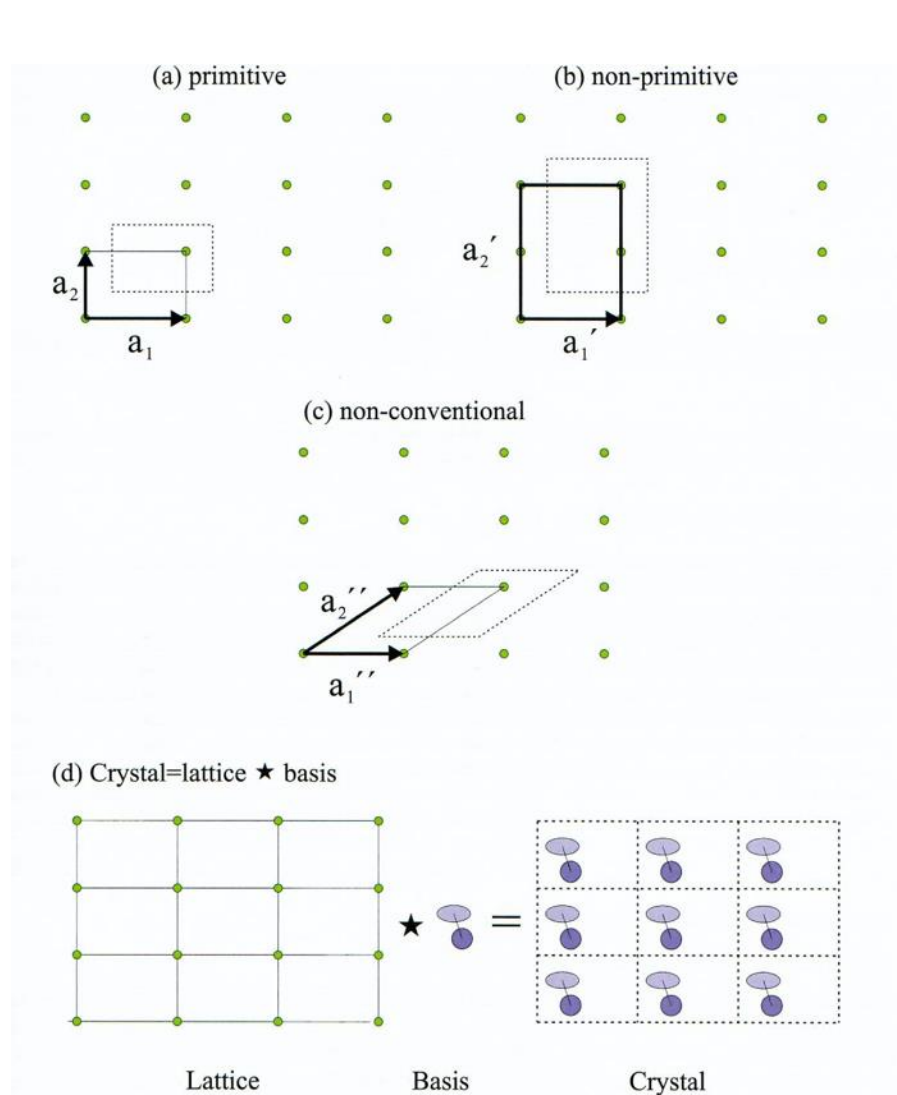 (a) primitive
(b) non-primitive
a₂
a₁
a₂′
a₁′
(c) non-conventional
a₂′′
a₁′′
(d) Crystal=lattice ★ basis
★ =
Lattice Basis Crystal